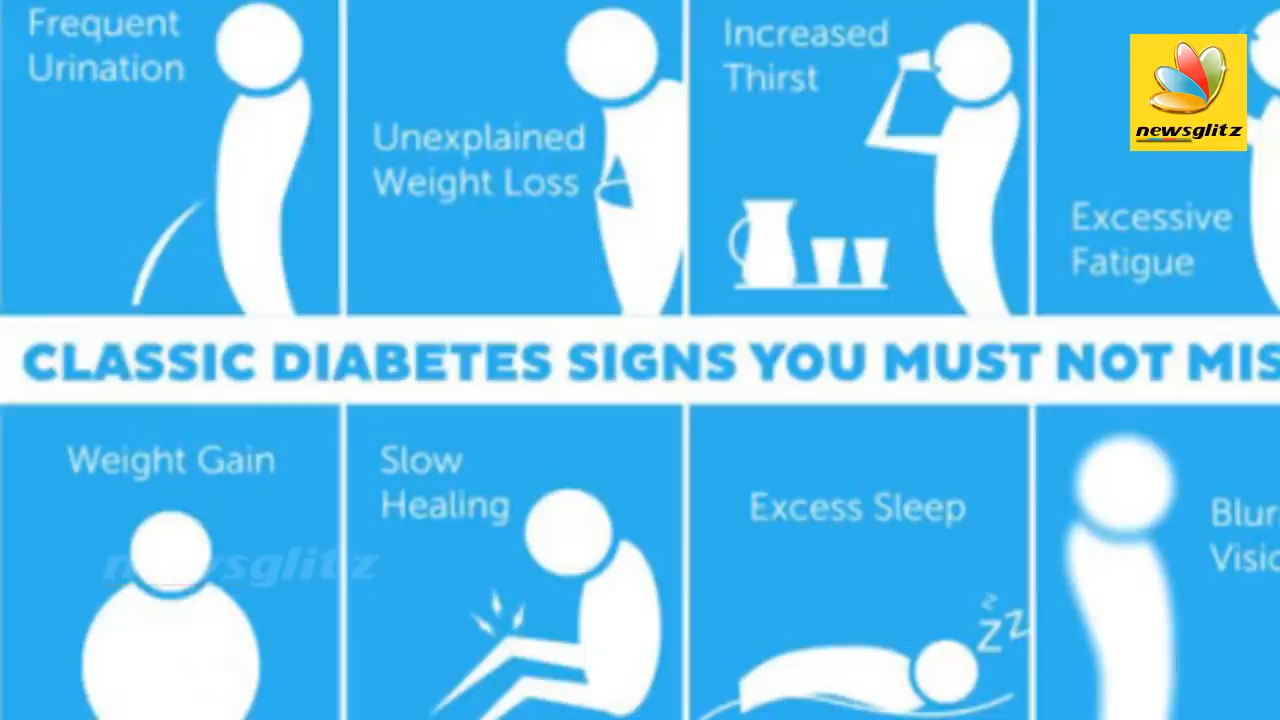 Frequent
Urination
Unexplained
Weight Loss
Increased
Thirst
Excessive
Fatigue
newsglitz
CLASSIC DIABETES SIGNS YOU MUST NOT MIS
Weight Gain
Slow
Healing
Excess Sleep
z z z
Blur
Visio
newsglitz